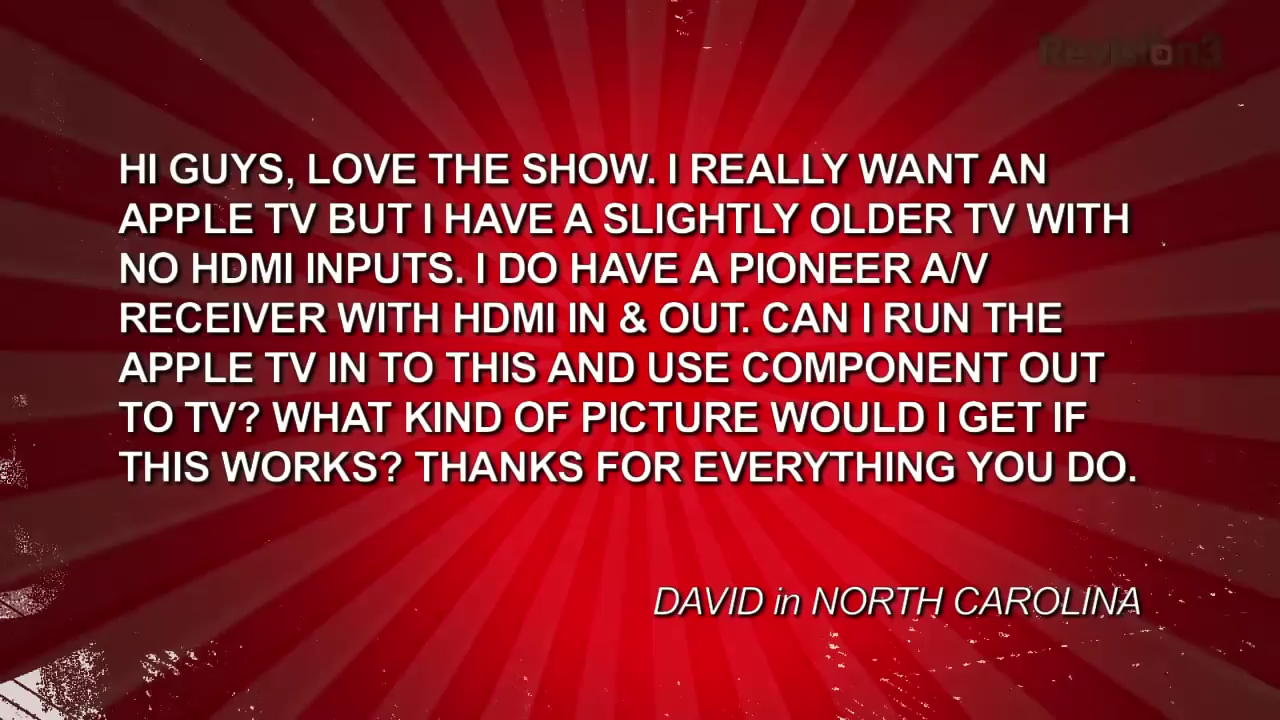 Revision3
HI GUYS, LOVE THE SHOW. I REALLY WANT AN
APPLE TV BUT I HAVE A SLIGHTLY OLDER TV WITH
NO HDMI INPUTS. I DO HAVE A PIONEER A/V
RECEIVER WITH HDMI IN & OUT. CAN I RUN THE
APPLE TV IN TO THIS AND USE COMPONENT OUT
TO TV? WHAT KIND OF PICTURE WOULD I GET IF
THIS WORKS? THANKS FOR EVERYTHING YOU DO.
DAVID in NORTH CAROLINA